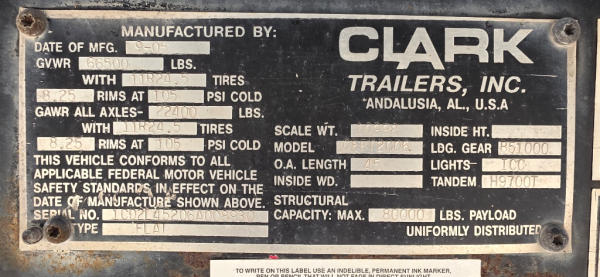 MANUFACTURED BY:
CLARK
TRAILERS, INC.
ANDALUSIA, AL., U.S.A
DATE OF MFG. 9-05
GVWR 66500 LBS.
WITH 11R24.5 TIRES
8.25 RIMS AT 105 PSI COLD
GAWR ALL AXLES- 22400 LBS.
WITH 11R24.5 TIRES
8.25 RIMS AT 105 PSI COLD
THIS VEHICLE CONFORMS TO ALL
APPLICABLE FEDERAL MOTOR VEHICLE
SAFETY STANDARDS IN EFFECT ON THE
DATE OF MANUFACTURE SHOWN ABOVE.
SERIAL NO.
TYPE FLAT
SCALE WT.
MODEL
O.A. LENGTH 45
INSIDE WD.
INSIDE HT.
LDG. GEAR H51000
LIGHTS- ICC
TANDEM H9700T
STRUCTURAL
CAPACITY: MAX. 80000 LBS. PAYLOAD
UNIFORMLY DISTRIBUTED
TO WRITE ON THIS LABEL USE AN INDELIBLE, PERMANENT INK MARKER,